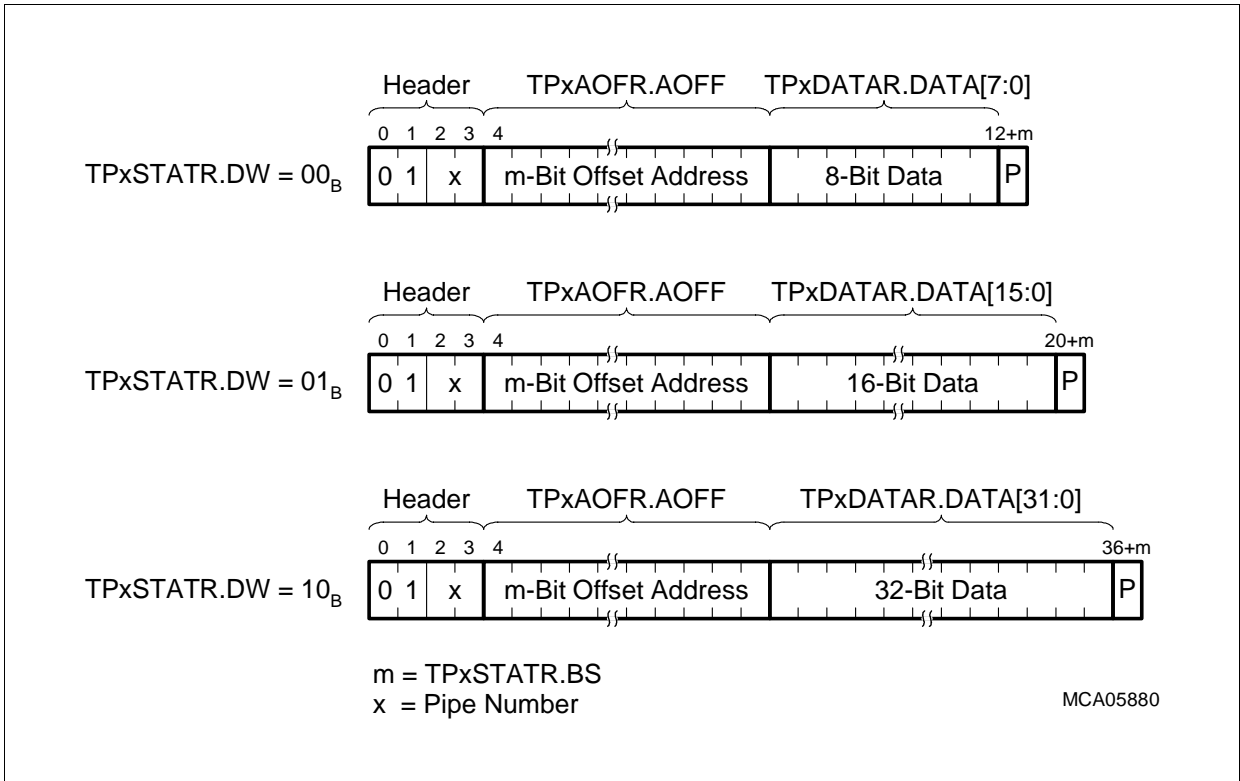 Header TPxAOFR.AOFF TPxDATAR.DATA[7:0]
0 1 2 3 4 12+m
TPxSTATR.DW = 00B 0 1 x m-Bit Offset Address 8-Bit Data P
Header TPxAOFR.AOFF TPxDATAR.DATA[15:0]
0 1 2 3 4 20+m
TPxSTATR.DW = 01B 0 1 x m-Bit Offset Address 16-Bit Data P
Header TPxAOFR.AOFF TPxDATAR.DATA[31:0]
0 1 2 3 4 36+m
TPxSTATR.DW = 10B 0 1 x m-Bit Offset Address 32-Bit Data P
m = TPxSTATR.BS
x = Pipe Number
MCA05880